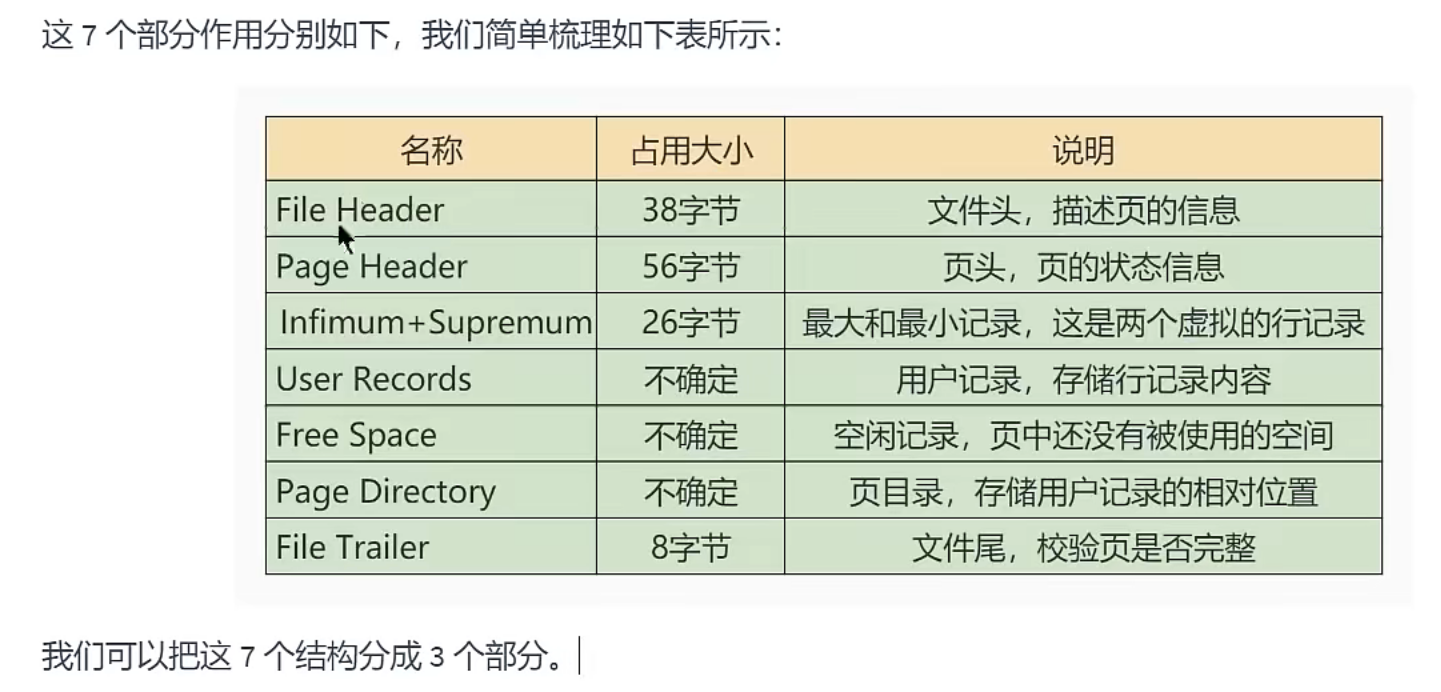 这 7 个部分作用分别如下，我们简单梳理如下表所示：
名称 占用大小 说明
File Header 38字节 文件头，描述页的信息
Page Header 56字节 页头，页的状态信息
Infimum+Supremum 26字节 最大和最小记录，这是两个虚拟的行记录
User Records 不确定 用户记录，存储行记录内容
Free Space 不确定 空闲记录，页中还没有被使用的空间
Page Directory 不确定 页目录，存储用户记录的相对位置
File Trailer 8字节 文件尾，校验页是否完整
我们可以把这 7 个结构分成 3 个部分。